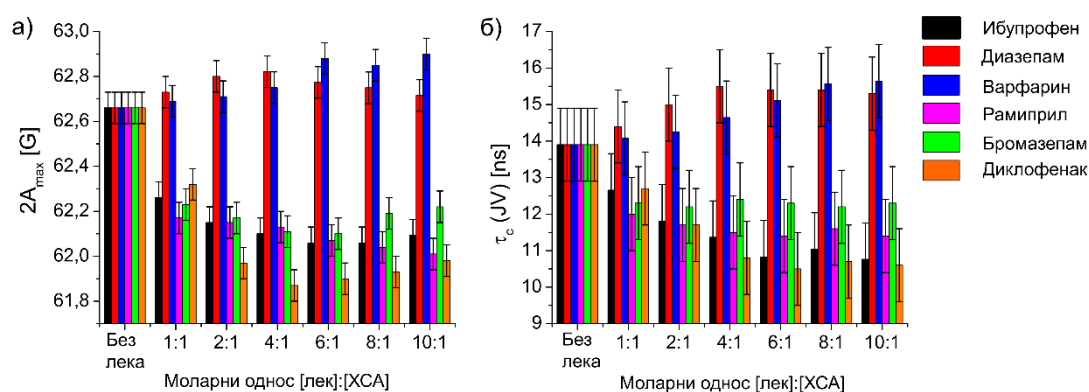 а)
2Amax [G]
63,0
62,8
62,6
62,4
62,2
62,0
61,8
Без лека
1:1
2:1
4:1
6:1
8:1
10:1
Моларни однос [лек]:[ХСА]
б)
τc (JV) [ns]
17
16
15
14
13
12
11
10
9
Без лека
1:1
2:1
4:1
6:1
8:1
10:1
Моларни однос [лек]:[ХСА]
Ибупрофен
Диазепам
Варфарин
Рамиприл
Бромазепам
Диклофенак